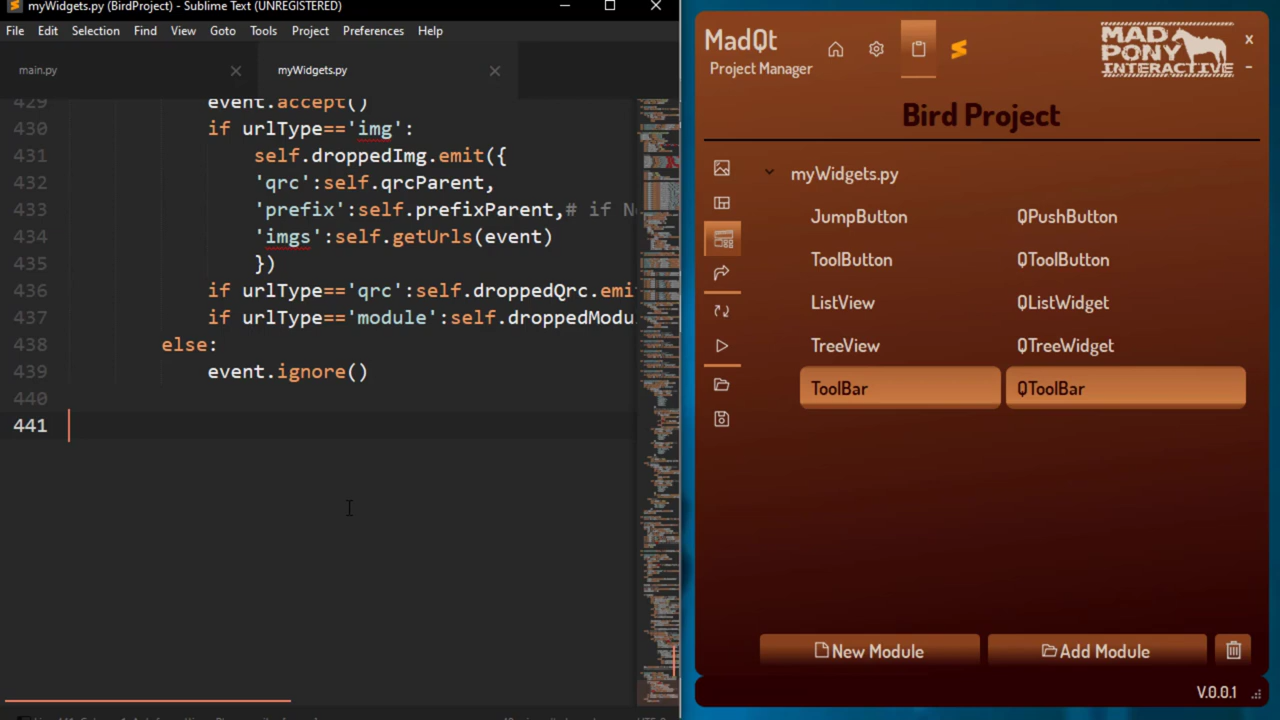 myWidgets.py (BirdProject) - Sublime Text (UNREGISTERED)
File Edit Selection Find View Goto Tools Project Preferences Help
main.py myWidgets.py
429 event.accept()
430 if urlType=='img':
431 self.droppedImg.emit({
432 'qrc':self.qrcParent,
433 'prefix':self.prefixParent,# if
434 'imgs':self.getUrls(event)
435 })
436 if urlType=='qrc':self.droppedQrc.emi
437 if urlType=='module':self.droppedModu
438 else:
439 event.ignore()
440
441
MadQt
Project Manager
MAD
PONY
INTERACTIVE
x
-
Bird Project
myWidgets.py
JumpButton QPushButton
ToolButton QToolButton
ListView QListWidget
TreeView QTreeWidget
ToolBar QToolBar
New Module Add Module
V.0.0.1